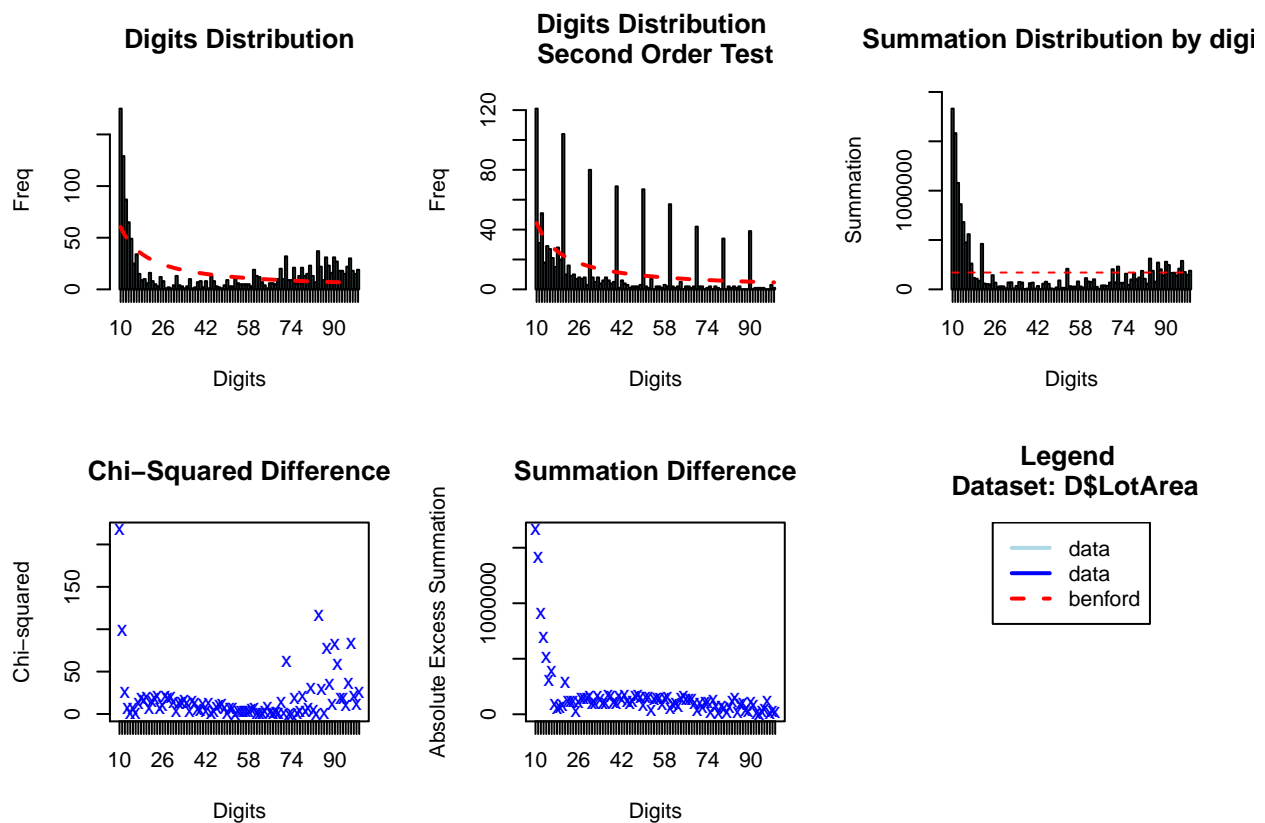 Digits Distribution
Freq
0
50
100
10 26 42 58 74 90
Digits
Digits Distribution
Second Order Test
Freq
0
40
80
120
10 26 42 58 74 90
Digits
Summation Distribution by digi
Summation
0
1000000
10 26 42 58 74 90
Digits
Chi−Squared Difference
Chi−squared
0
50
150
10 26 42 58 74 90
Digits
Summation Difference
Absolute Excess Summation
0
1000000
10 26 42 58 74 90
Digits
Legend
Dataset: D$LotArea
data
data
benford